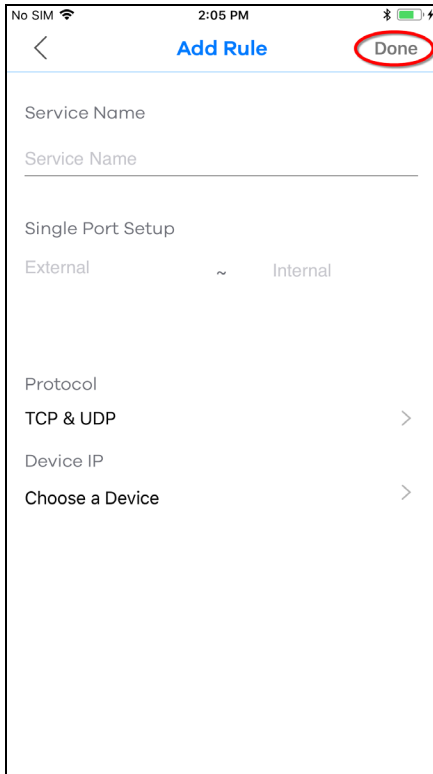 No SIM 2:05 PM
Add Rule Done
Service Name
Service Name
Single Port Setup
External ~ Internal
Protocol
TCP & UDP
Device IP
Choose a Device